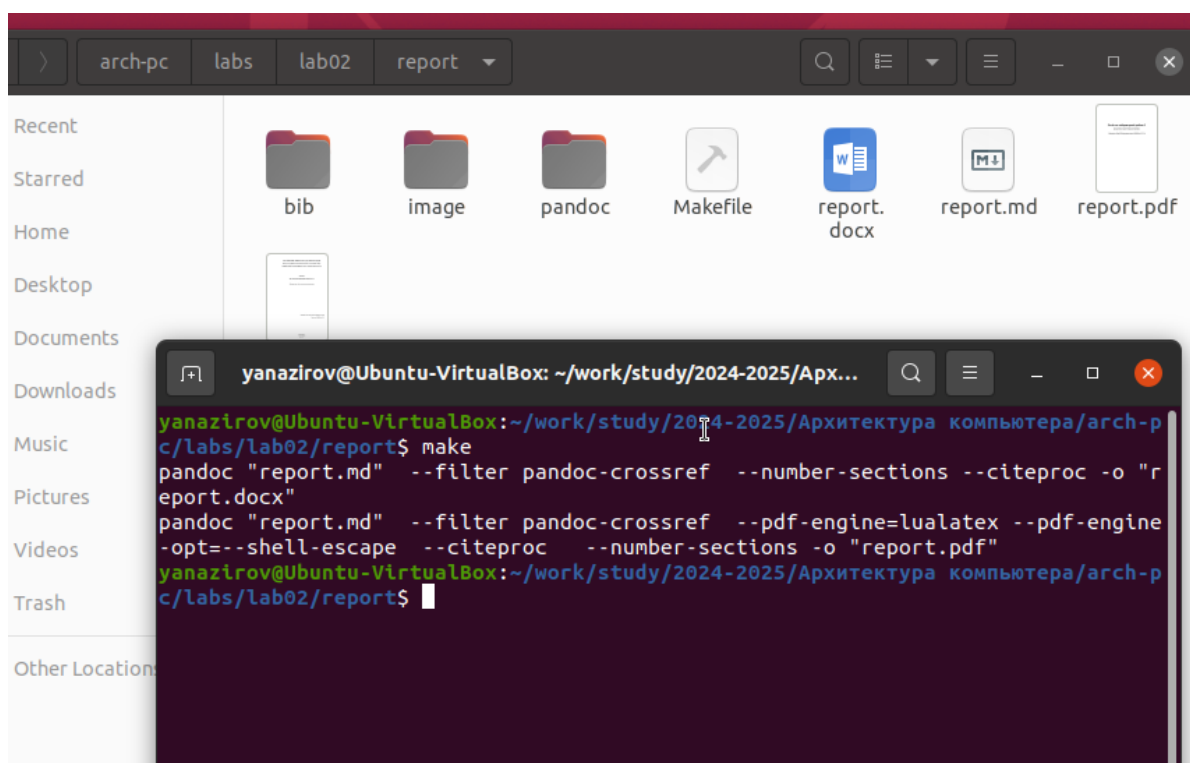 arch-pc labs lab02 report
Recent
Starred
Home
Desktop
Documents
Downloads
Music
Pictures
Videos
Trash
Other Locations
bib
image
pandoc
Makefile
report.
docx
report.md
report.pdf
W
M
yanazirov@Ubuntu-VirtualBox: ~/work/study/2024-2025/Арх...
yanazirov@Ubuntu-VirtualBox:~/work/study/2024-2025/Архитектура компьютера/arch-p
c/labs/lab02/report$ make
pandoc "report.md"  --filter pandoc-crossref  --number-sections --citeproc -o "r
eport.docx"
pandoc "report.md"  --filter pandoc-crossref  --pdf-engine=lualatex --pdf-engine
-opt=--shell-escape  --citeproc   --number-sections -o "report.pdf"
yanazirov@Ubuntu-VirtualBox:~/work/study/2024-2025/Архитектура компьютера/arch-p
c/labs/lab02/report$